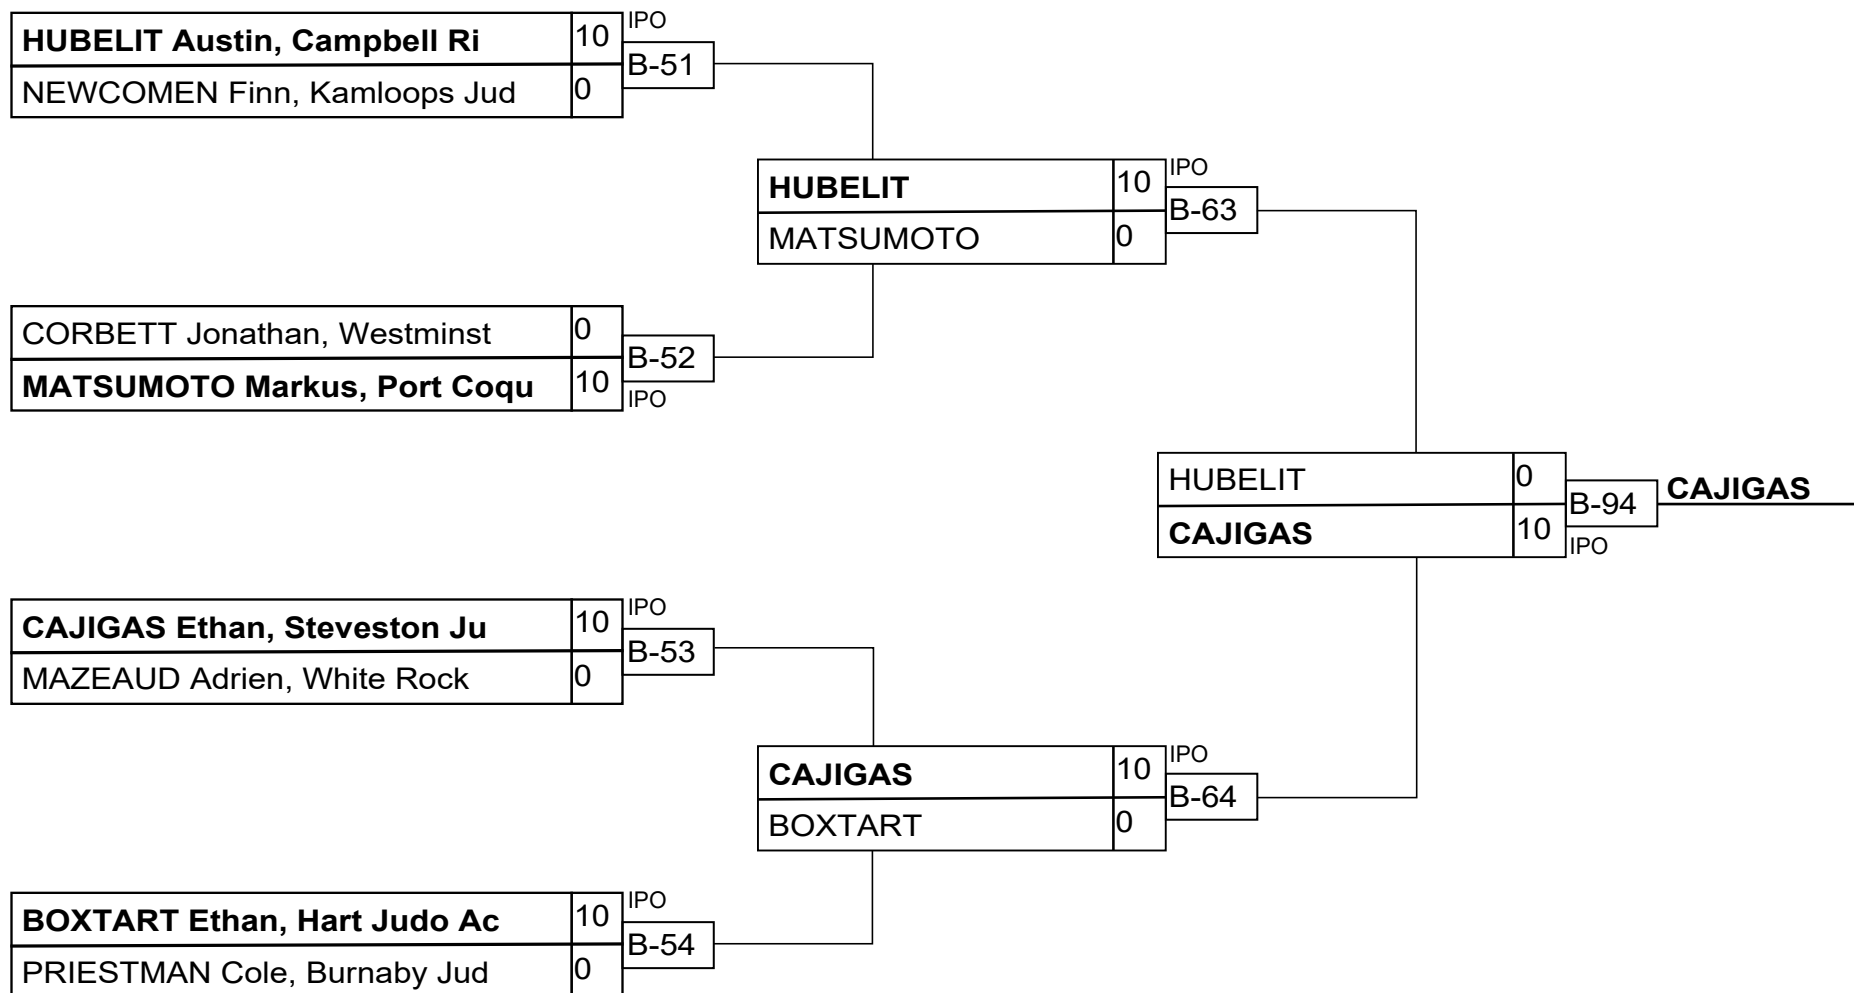 HUBELIT Austin, Campbell Ri 10 IPO
B-51
NEWCOMEN Finn, Kamloops Jud 0
HUBELIT 10 IPO
B-63
MATSUMOTO 0
CORBETT Jonathan, Westminst 0
B-52
MATSUMOTO Markus, Port Coqu 10 IPO
HUBELIT 0
B-94 CAJIGAS
CAJIGAS 10 IPO
CAJIGAS Ethan, Steveston Ju 10 IPO
B-53
MAZEAUD Adrien, White Rock 0
CAJIGAS 10 IPO
B-64
BOXTART 0
BOXTART Ethan, Hart Judo Ac 10 IPO
B-54
PRIESTMAN Cole, Burnaby Jud 0